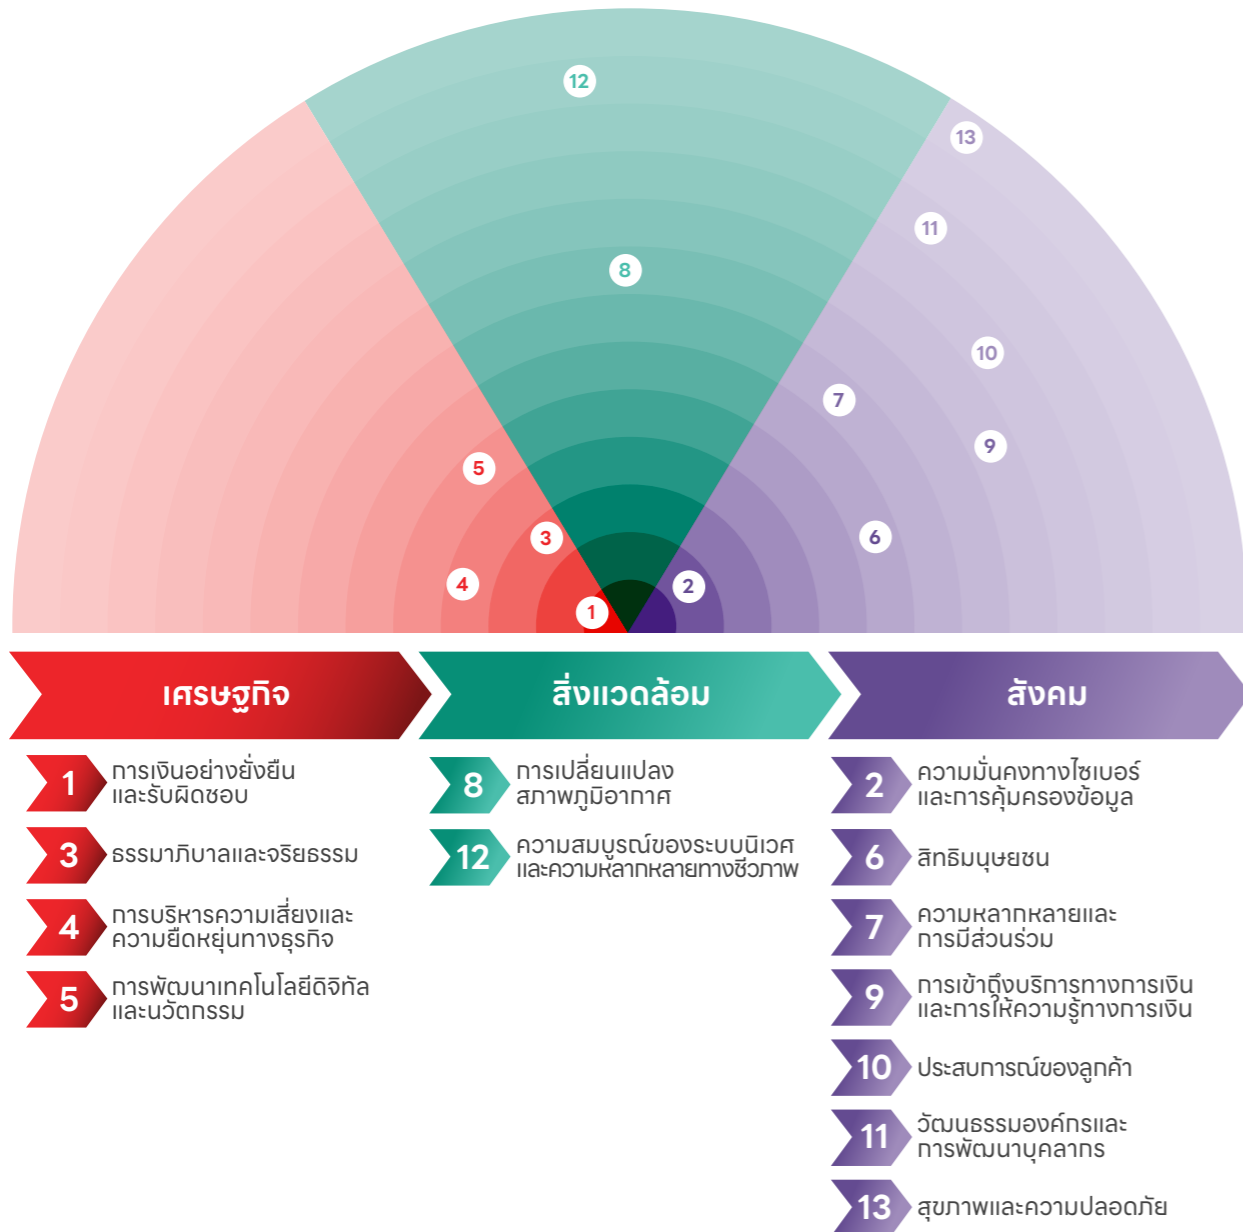 12
13
11
8
10
7
9
5
6
3
4
2
1
เศรษฐกิจ
สิ่งแวดล้อม
สังคม
1
การเงินอย่างยั่งยืน
และรับผิดชอบ
3
ธรรมาภิบาลและจริยธรรม
4
การบริหารความเสี่ยงและ
ความยืดหยุ่นทางธุรกิจ
5
การพัฒนาเทคโนโลยีดิจิทัล
และนวัตกรรม
8
การเปลี่ยนแปลง
สภาพภูมิอากาศ
12
ความสมบูรณ์ของระบบนิเวศ
และความหลากหลายทางชีวภาพ
2
ความมั่นคงทางไซเบอร์
และการคุ้มครองข้อมูล
6
สิทธิมนุษยชน
7
ความหลากหลายและ
การมีส่วนร่วม
9
การเข้าถึงบริการทางการเงิน
และการให้ความรู้ทางการเงิน
10
ประสบการณ์ของลูกค้า
11
วัฒนธรรมองค์กรและ
การพัฒนาบุคลากร
13
สุขภาพและความปลอดภัย